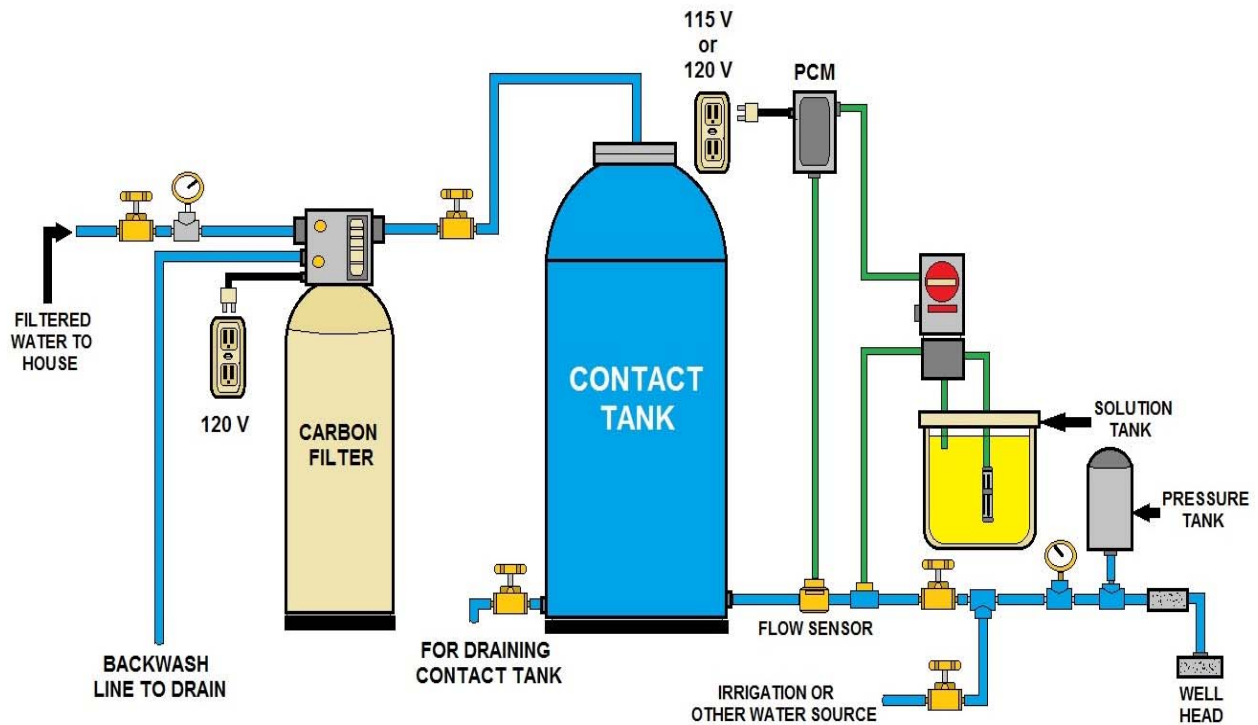 115 V
or
120 V
PCM
FILTERED
WATER TO
HOUSE
120 V
CARBON
FILTER
CONTACT
TANK
SOLUTION
TANK
PRESSURE
TANK
FLOW SENSOR
BACKWASH
LINE TO DRAIN
FOR DRAINING
CONTACT TANK
IRRIGATION OR
OTHER WATER SOURCE
WELL
HEAD